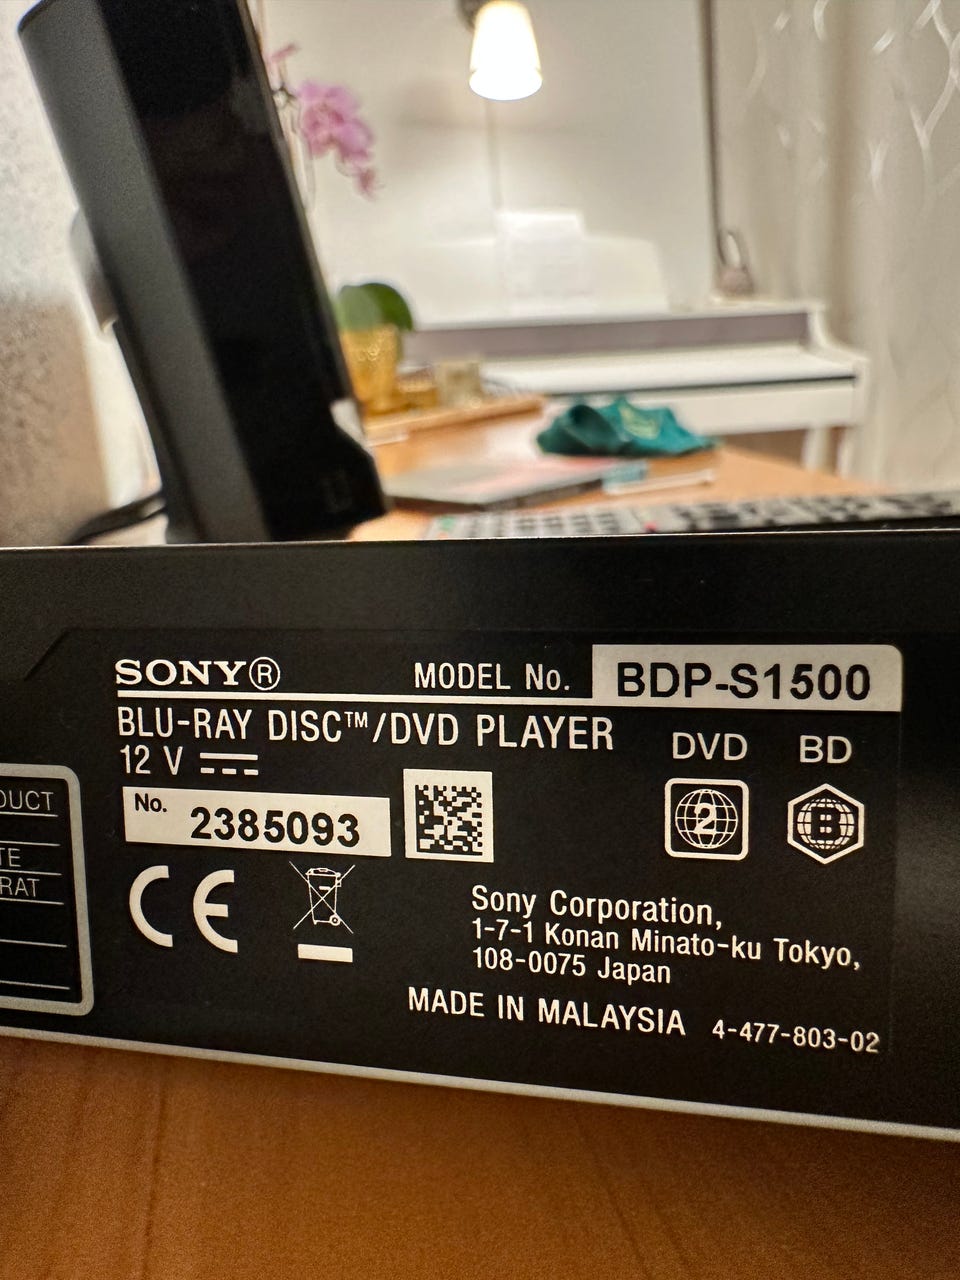 SONY®
MODEL No. BDP-S1500
BLU-RAY DISC™/DVD PLAYER
12 V
DVD BD
No. 2385093
2 B
CE
Sony Corporation,
1-7-1 Konan Minato-ku Tokyo,
108-0075 Japan
MADE IN MALAYSIA 4-477-803-02
DUCT
TE
RAT